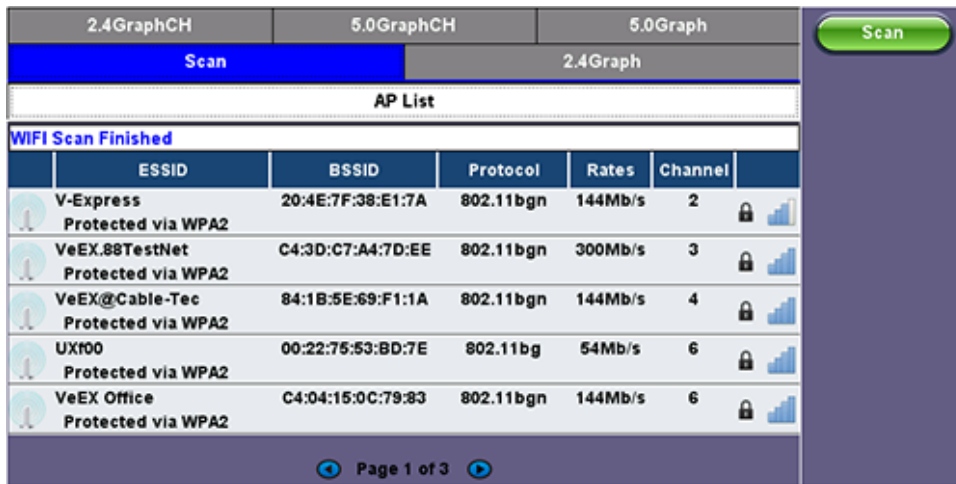 2.4GraphCH 5.0GraphCH 5.0Graph
Scan
Scan 2.4Graph
AP List
WIFI Scan Finished
ESSID BSSID Protocol Rates Channel
V-Express 20:4E:7F:38:E1:7A 802.11bgn 144Mb/s 2
Protected via WPA2
VeEX.88TestNet C4:3D:C7:A4:7D:EE 802.11bgn 300Mb/s 3
Protected via WPA2
VeEX@Cable-Tec 84:1B:5E:69:F1:1A 802.11bgn 144Mb/s 4
Protected via WPA2
UXf00 00:22:75:53:BD:7E 802.11bg 54Mb/s 6
Protected via WPA2
VeEX Office C4:04:15:0C:79:83 802.11bgn 144Mb/s 6
Protected via WPA2
Page 1 of 3